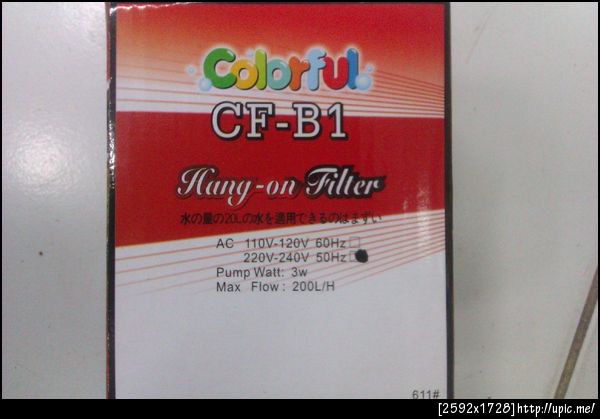 Colorful
CF-B1
Hang-on Filter
水の量の20Lの水を適用できるのはまずい
AC 110V-120V 60Hz
220V-240V 50Hz
Pump Watt: 3w
Max Flow: 200L/H
611#
[2592x1728]http://upic.me/